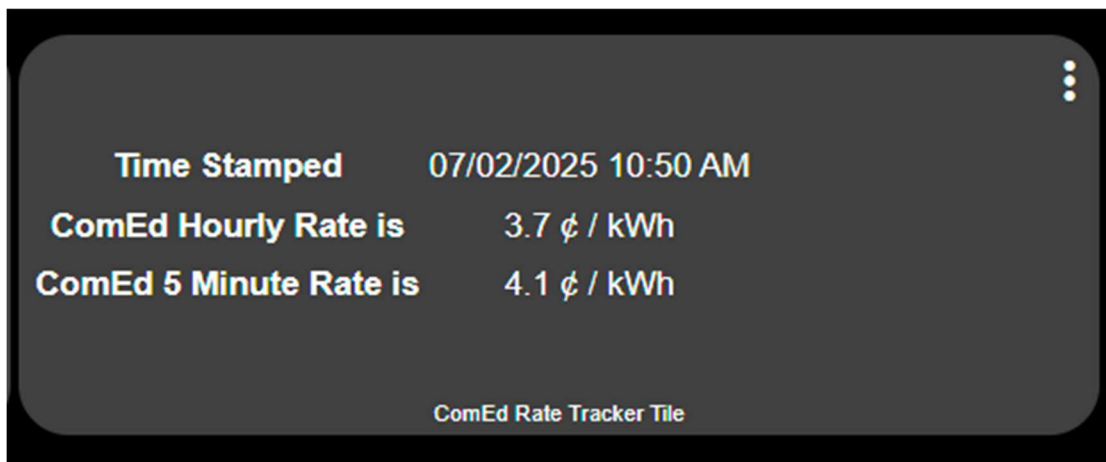 Time Stamped 07/02/2025 10:50 AM
ComEd Hourly Rate is 3.7 ¢ / kWh
ComEd 5 Minute Rate is 4.1 ¢ / kWh
ComEd Rate Tracker Tile